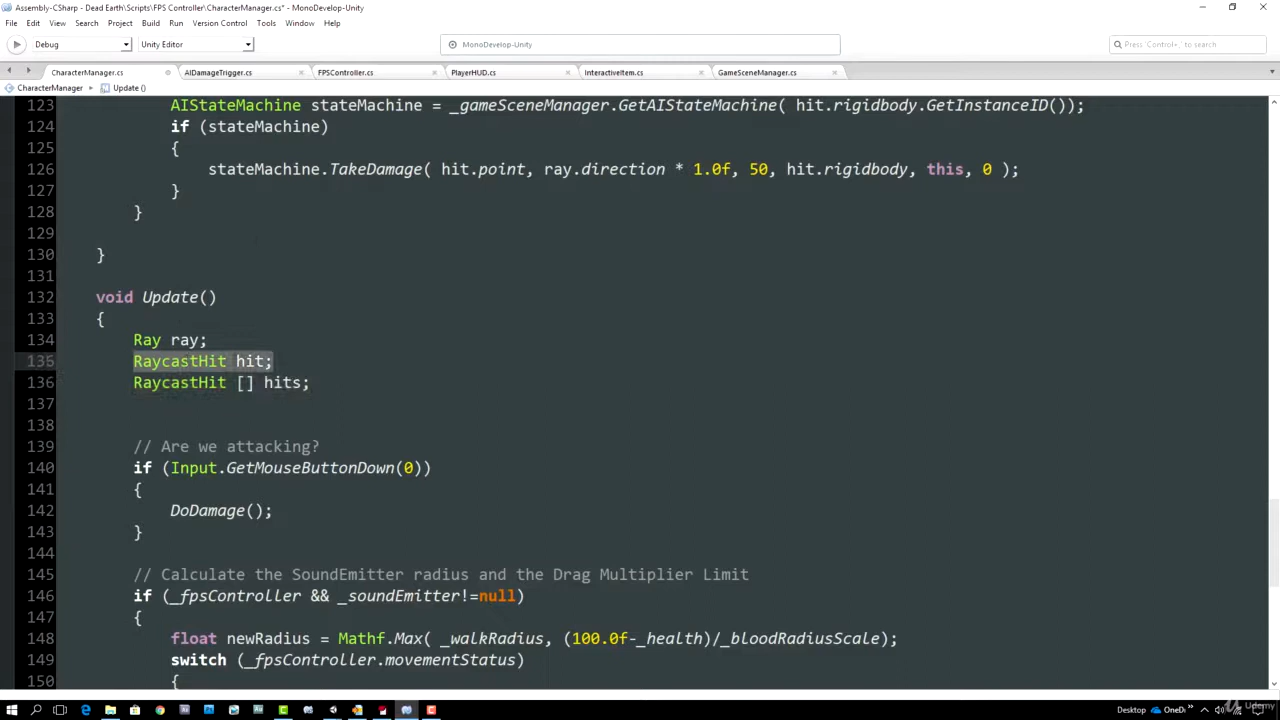 Assembly-CSharp - Dead Earth\Scripts\FPS Controller\CharacterManager.cs* - MonoDevelop-Unity
File Edit View Search Project Build Run Version Control Tools Window Help
Debug Unity Editor MonoDevelop-Unity Press 'Control+,' to search
CharacterManager.cs AIDamageTrigger.cs FPSController.cs PlayerHUD.cs InteractiveItem.cs GameSceneManager.cs
CharacterManager Update ()
123 AIStateMachine stateMachine = _gameSceneManager.GetAIStateMachine( hit.rigidbody.GetInstanceID());
124 if (stateMachine)
125 {
126 stateMachine.TakeDamage( hit.point, ray.direction * 1.0f, 50, hit.rigidbody, this, 0 );
127 }
128 }
129
130 }
131
132 void Update()
133 {
134 Ray ray;
135 RaycastHit hit;
136 RaycastHit [] hits;
137
138
139 // Are we attacking?
140 if (Input.GetMouseButtonDown(0))
141 {
142 DoDamage();
143 }
144
145 // Calculate the SoundEmitter radius and the Drag Multiplier Limit
146 if (_fpsController && _soundEmitter!=null)
147 {
148 float newRadius = Mathf.Max( _walkRadius, (100.0f-_health)/_bloodRadiusScale);
149 switch (_fpsController.movementStatus)
150 {
Desktop OneDr
Udemy